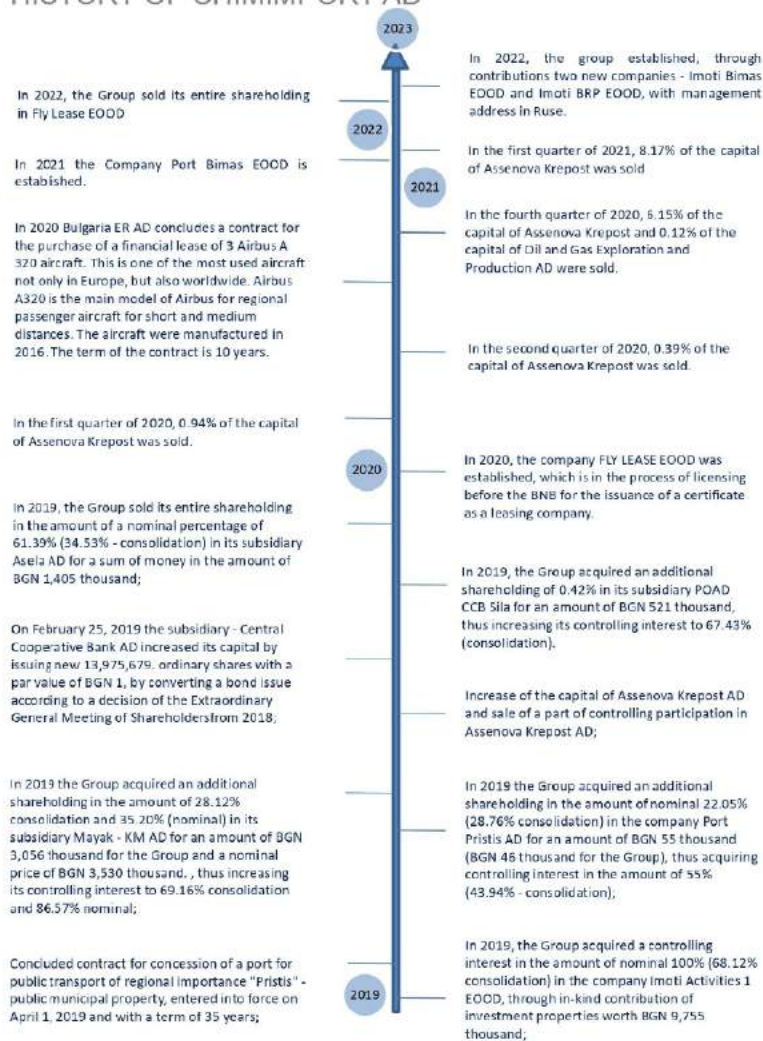 HISTORY OF CHIMIMPORT AD
2023
In 2022, the group established, through
contributions two new companies - Imoti Bimas
EOOD and Imoti BRP EOOD, with management
address in Ruse.
In 2022, the Group sold its entire shareholding
in Fly Lease EOOD
2022
In the first quarter of 2021, 8.17% of the capital
of Assenova Krepost was sold
In 2021 the Company Port Bimas EOOD is
estabished.
2021
In the fourth quarter of 2020, 6.15% of the
capital of Assenova Krepost and 0.12% of the
capital of Oil and Gas Exploration and
Production AD were sold.
In 2020 Bulgaria ER AD concludes a contract for
the purchase of a financial lease of 3 Airbus A
320 aircraft. This is one of the most used aircraft
not only in Europe, but also worldwide. Airbus
A320 is the main model of Airbus for regional
passenger aircraft for short and medium
distances. The aircraft were manufactured in
2016. The term of the contract is 10 years.
In the second quarter of 2020, 0.39% of the
capital of Assenova Krepost was sold.
In the first quarter of 2020, 0.94% of the capital
of Assenova Krepost was sold.
2020
In 2020, the company FLY LEASE EOOD was
established, which is in the process of licensing
before the BNB for the issuance of a certificate
as a leasing company.
In 2019, the Group sold its entire shareholding
in the amount of a nominal percentage of
61.39% (34.53% - consolidation) in its subsidiary
Asela AD for a sum of money in the amount of
BGN 1,405 thousand;
In 2019, the Group acquired an additional
shareholding of 0.42% in its subsidiary POAD
CCB Sila for an amount of BGN 521 thousand,
thus increasing its controlling interest to 67.43%
(consolidation).
On February 25, 2019 the subsidiary - Central
Cooperative Bank AD increased its capital by
issuing new 13,975,679. ordinary shares with a
par value of BGN 1, by converting a bond issue
according to a decision of the Extraordinary
General Meeting of Shareholdersfrom 2018;
Increase of the capital of Assenova Krepost AD
and sale of a part of controlling participation in
Assenova Krepost AD;
In 2019 the Group acquired an additional
shareholding in the amount of 28.12%
consolidation and 35.20% (nominal) in its
subsidiary Mayak - KM AD for an amount of BGN
3,056 thousand for the Group and a nominal
price of BGN 3,530 thousand. , thus increasing
its controlling interest to 69.16% consolidation
and 86.57% nominal;
In 2019 the Group acquired an additional
shareholding in the amount of nominal 22.05%
(28.76% consolidation) in the company Port
Pristis AD for an amount of BGN 55 thousand
(BGN 46 thousand for the Group), thus acquiring
controlling interest in the amount of 55%
(43.94% - consolidation);
Concluded contract for concession of a port for
public transport of regional importance "Pristis" -
public municipal property, entered into force on
April 1, 2019 and with a term of 35 years;
2019
In 2019, the Group acquired a controlling
interest in the amount of nominal 100% (68.12%
consolidation) in the company Imoti Activities 1
EOOD, through in-kind contribution of
investment properties worth BGN 9,755
thousand;